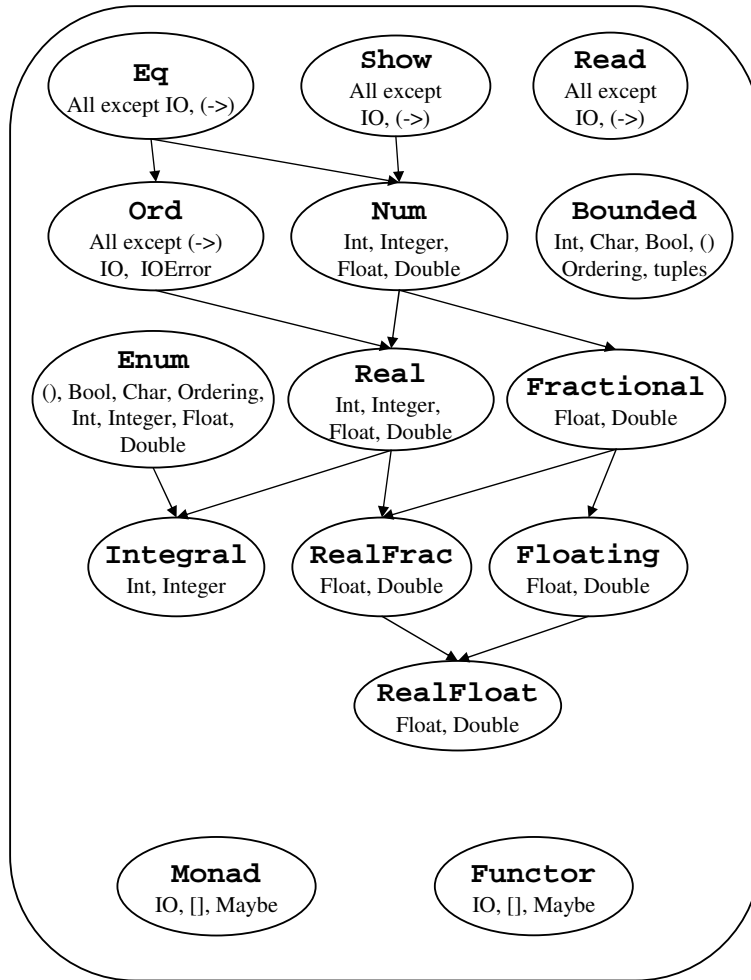 Eq
All except IO, (->)
Show
All except
IO, (->)
Read
All except
IO, (->)
Ord
All except (->)
IO, IOError
Num
Int, Integer,
Float, Double
Bounded
Int, Char, Bool, ()
Ordering, tuples
Enum
(), Bool, Char, Ordering,
Int, Integer, Float,
Double
Real
Int, Integer,
Float, Double
Fractional
Float, Double
Integral
Int, Integer
RealFrac
Float, Double
Floating
Float, Double
RealFloat
Float, Double
Monad
IO, [], Maybe
Functor
IO, [], Maybe